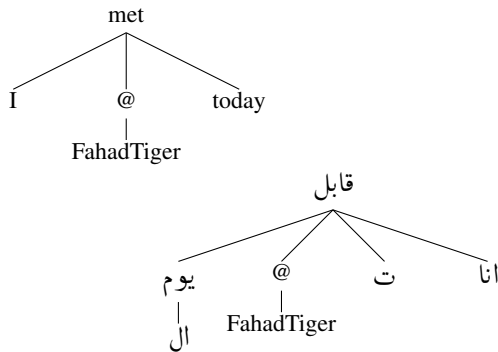 met
I @ today
FahadTiger
قابل
انا ت @ يوم
FahadTiger
ال